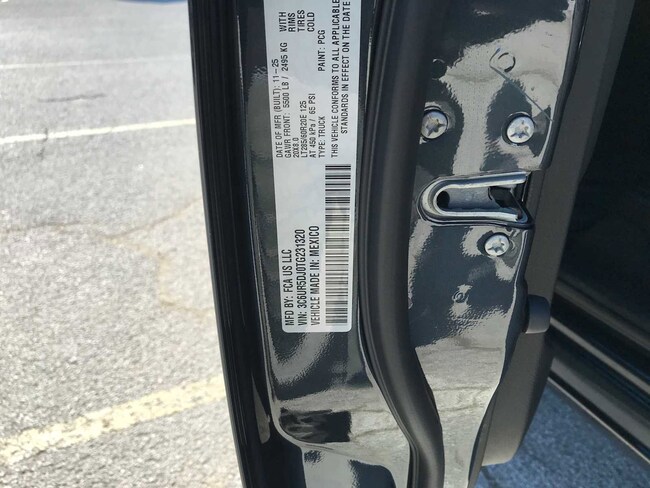 MFD BY: FCA US LLC
VIN: 3C6UR5DJ0TG231320
VEHICLE MADE IN: MEXICO
DATE OF MFR (BUILT): 11-25
GAWR FRONT: 5500 LB / 2495 KG
20X8.0
LT285/60R20E 125
AT 450 kPa / 65 PSI
TYPE: TRUCK
PAINT: PCG
WITH
RIMS
TIRES
COLD
THIS VEHICLE CONFORMS TO ALL APPLICABLE
STANDARDS IN EFFECT ON THE DATE